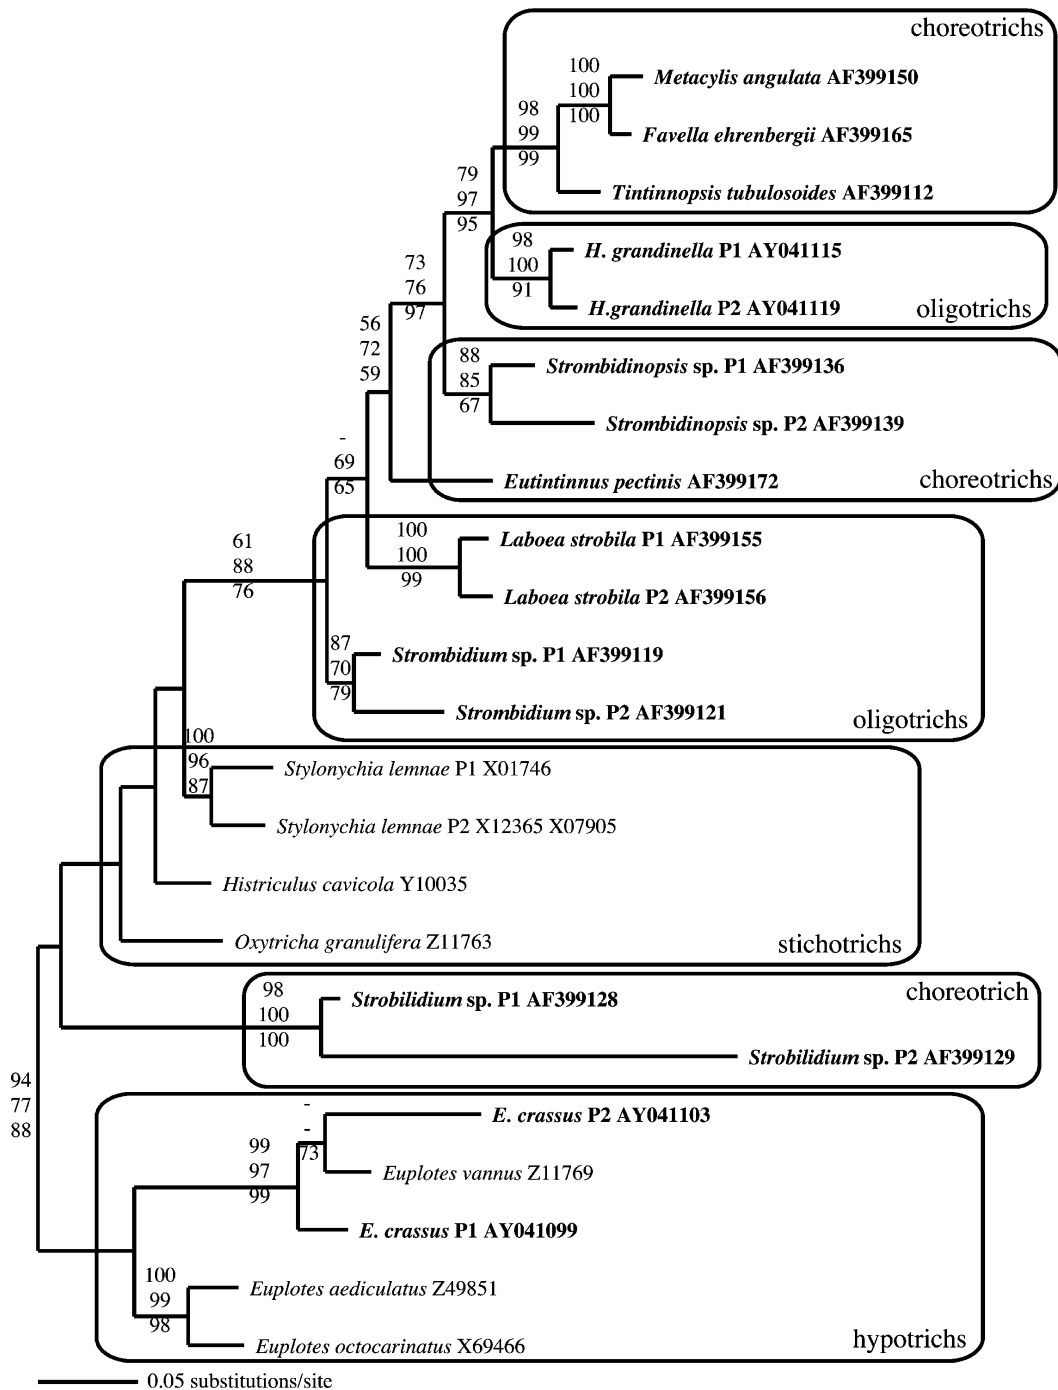 choreotrichs
100
100
100
Metacylis angulata AF399150
98
99
99
Favella ehrenbergii AF399165
79
97
95
Tintinnopsis tubulosoides AF399112
98
100
91
H. grandinella P1 AY041115
73
76
97
H.grandinella P2 AY041119
oligotrichs
56
72
59
88
85
67
Strombidinopsis sp. P1 AF399136
Strombidinopsis sp. P2 AF399139
-
69
65
Eutintinnus pectinis AF399172
choreotrichs
100
100
99
Laboea strobila P1 AF399155
61
88
76
Laboea strobila P2 AF399156
87
70
79
Strombidium sp. P1 AF399119
Strombidium sp. P2 AF399121
oligotrichs
100
96
87
Stylonychia lemnae P1 X01746
Stylonychia lemnae P2 X12365 X07905
Histriculus cavicola Y10035
Oxytricha granulifera Z11763
stichotrichs
98
100
100
choreotrich
Strobilidium sp. P1 AF399128
Strobilidium sp. P2 AF399129
94
77
88
-
-
73
E. crassus P2 AY041103
99
97
99
Euplotes vannus Z11769
E. crassus P1 AY041099
100
99
98
Euplotes aediculatus Z49851
Euplotes octocarinatus X69466
hypotrichs
0.05 substitutions/site